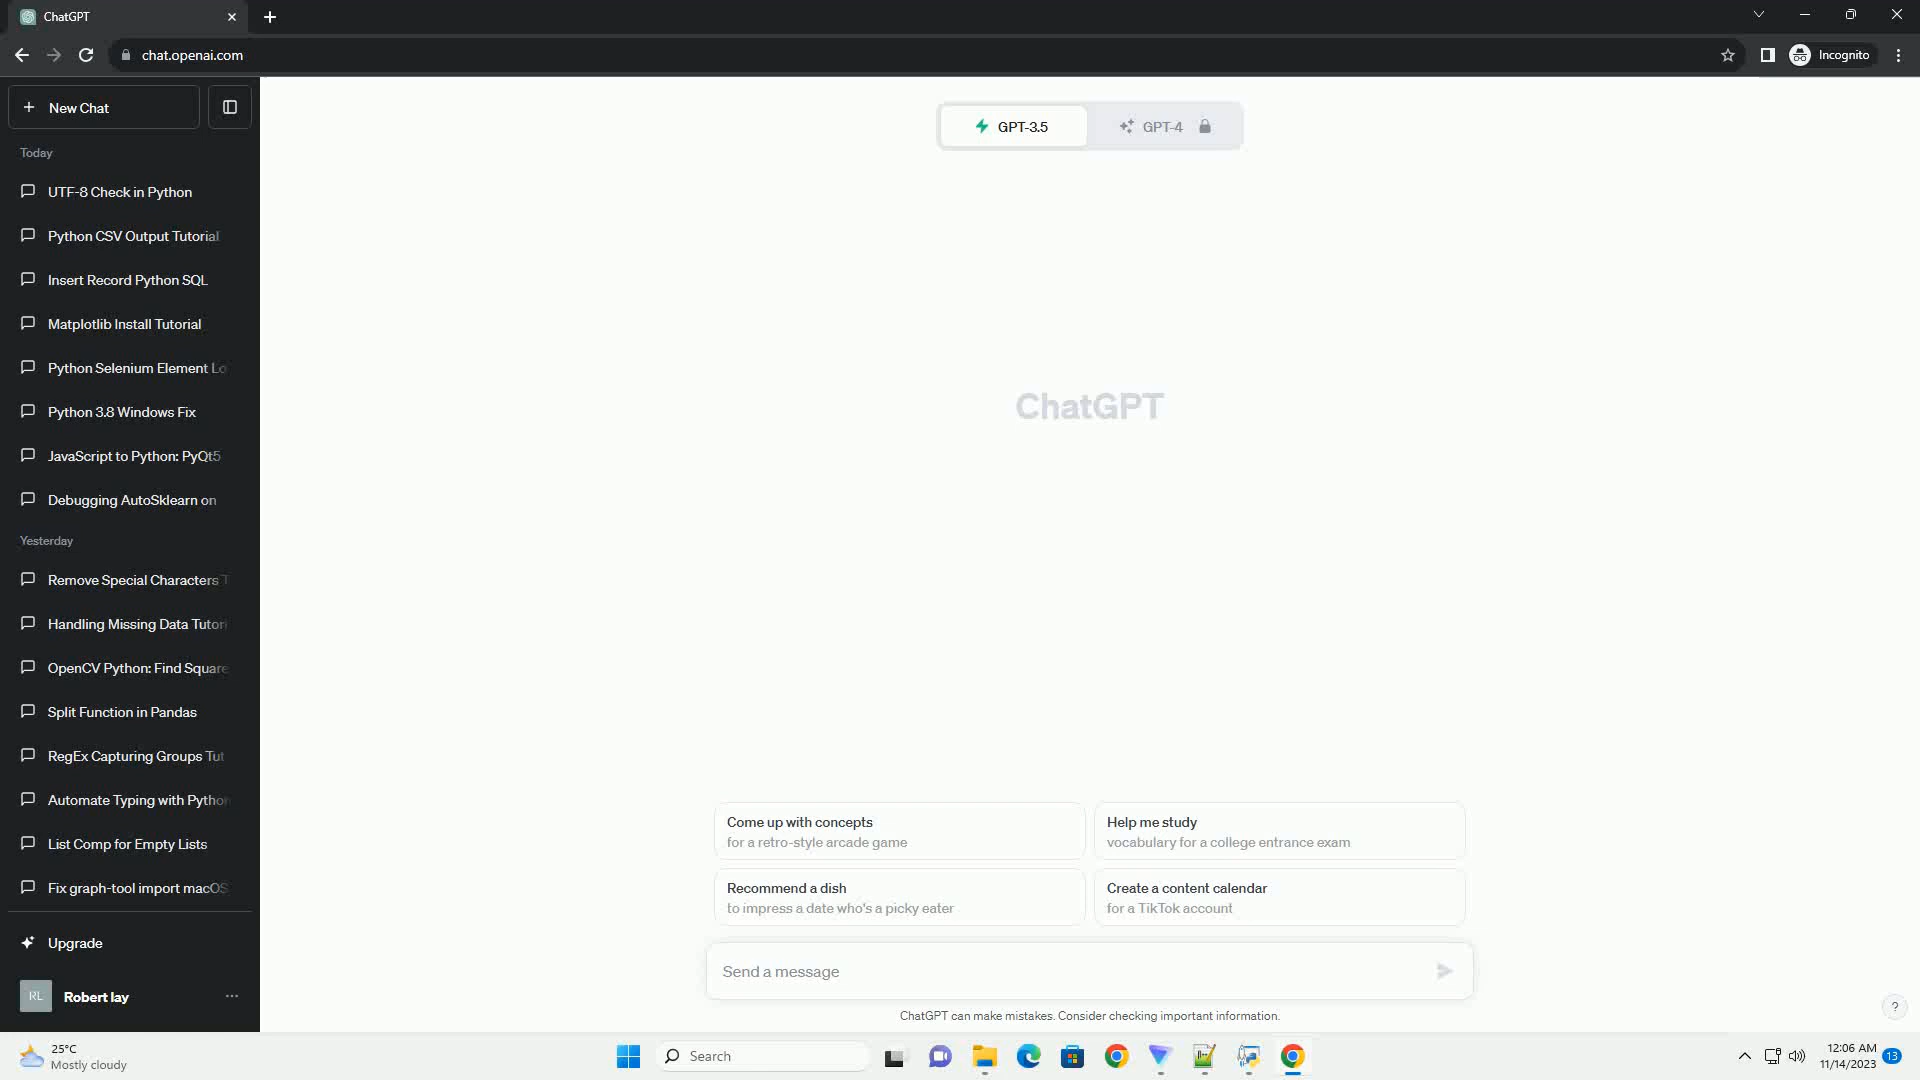 ChatGPT
chat.openai.com
Incognito
New Chat
GPT-3.5
GPT-4
Today
UTF-8 Check in Python
Python CSV Output Tutorial
Insert Record Python SQL
Matplotlib Install Tutorial
Python Selenium Element Lo
Python 3.8 Windows Fix
JavaScript to Python: PyQt5
Debugging AutoSklearn on
Yesterday
Remove Special Characters T
Handling Missing Data Tutori
OpenCV Python: Find Square
Split Function in Pandas
RegEx Capturing Groups Tut
Automate Typing with Python
List Comp for Empty Lists
Fix graph-tool import macOS
Upgrade
RL
Robert lay
ChatGPT
Come up with concepts
for a retro-style arcade game
Help me study
vocabulary for a college entrance exam
Recommend a dish
to impress a date who's a picky eater
Create a content calendar
for a TikTok account
Send a message
ChatGPT can make mistakes. Consider checking important information.
?
25°C
Mostly cloudy
Search
12:06 AM
11/14/2023
13